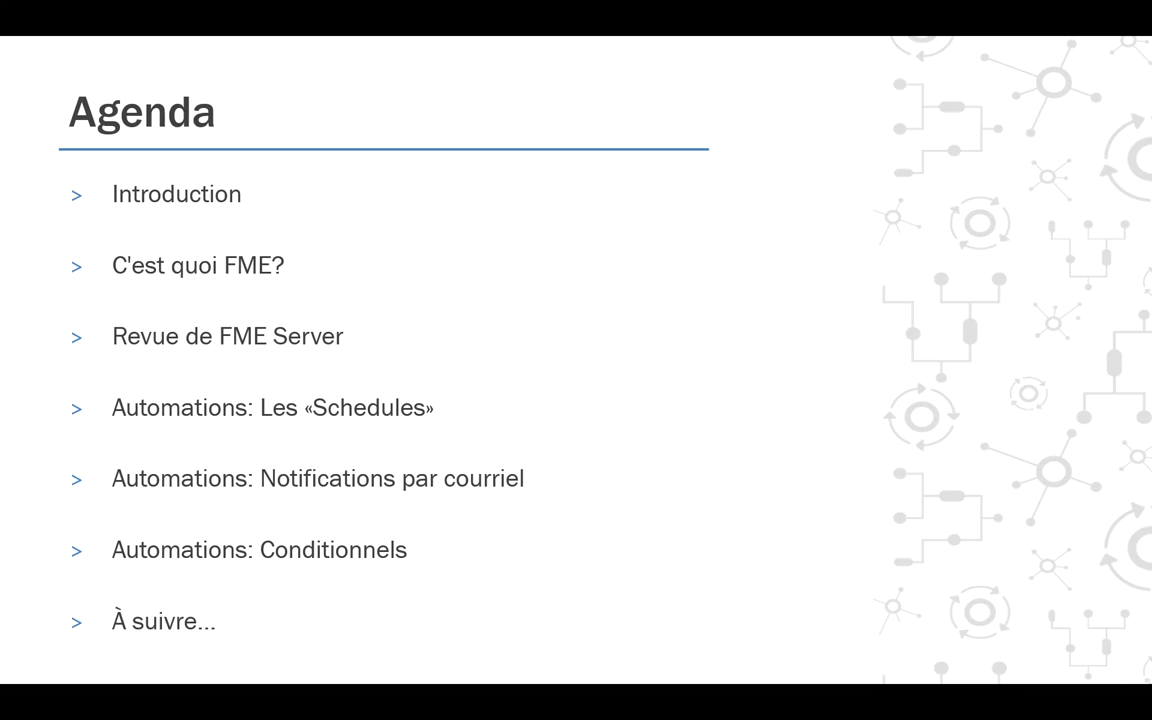 Agenda
> Introduction
> C'est quoi FME?
> Revue de FME Server
> Automations: Les «Schedules»
> Automations: Notifications par courriel
> Automations: Conditionnels
> À suivre...